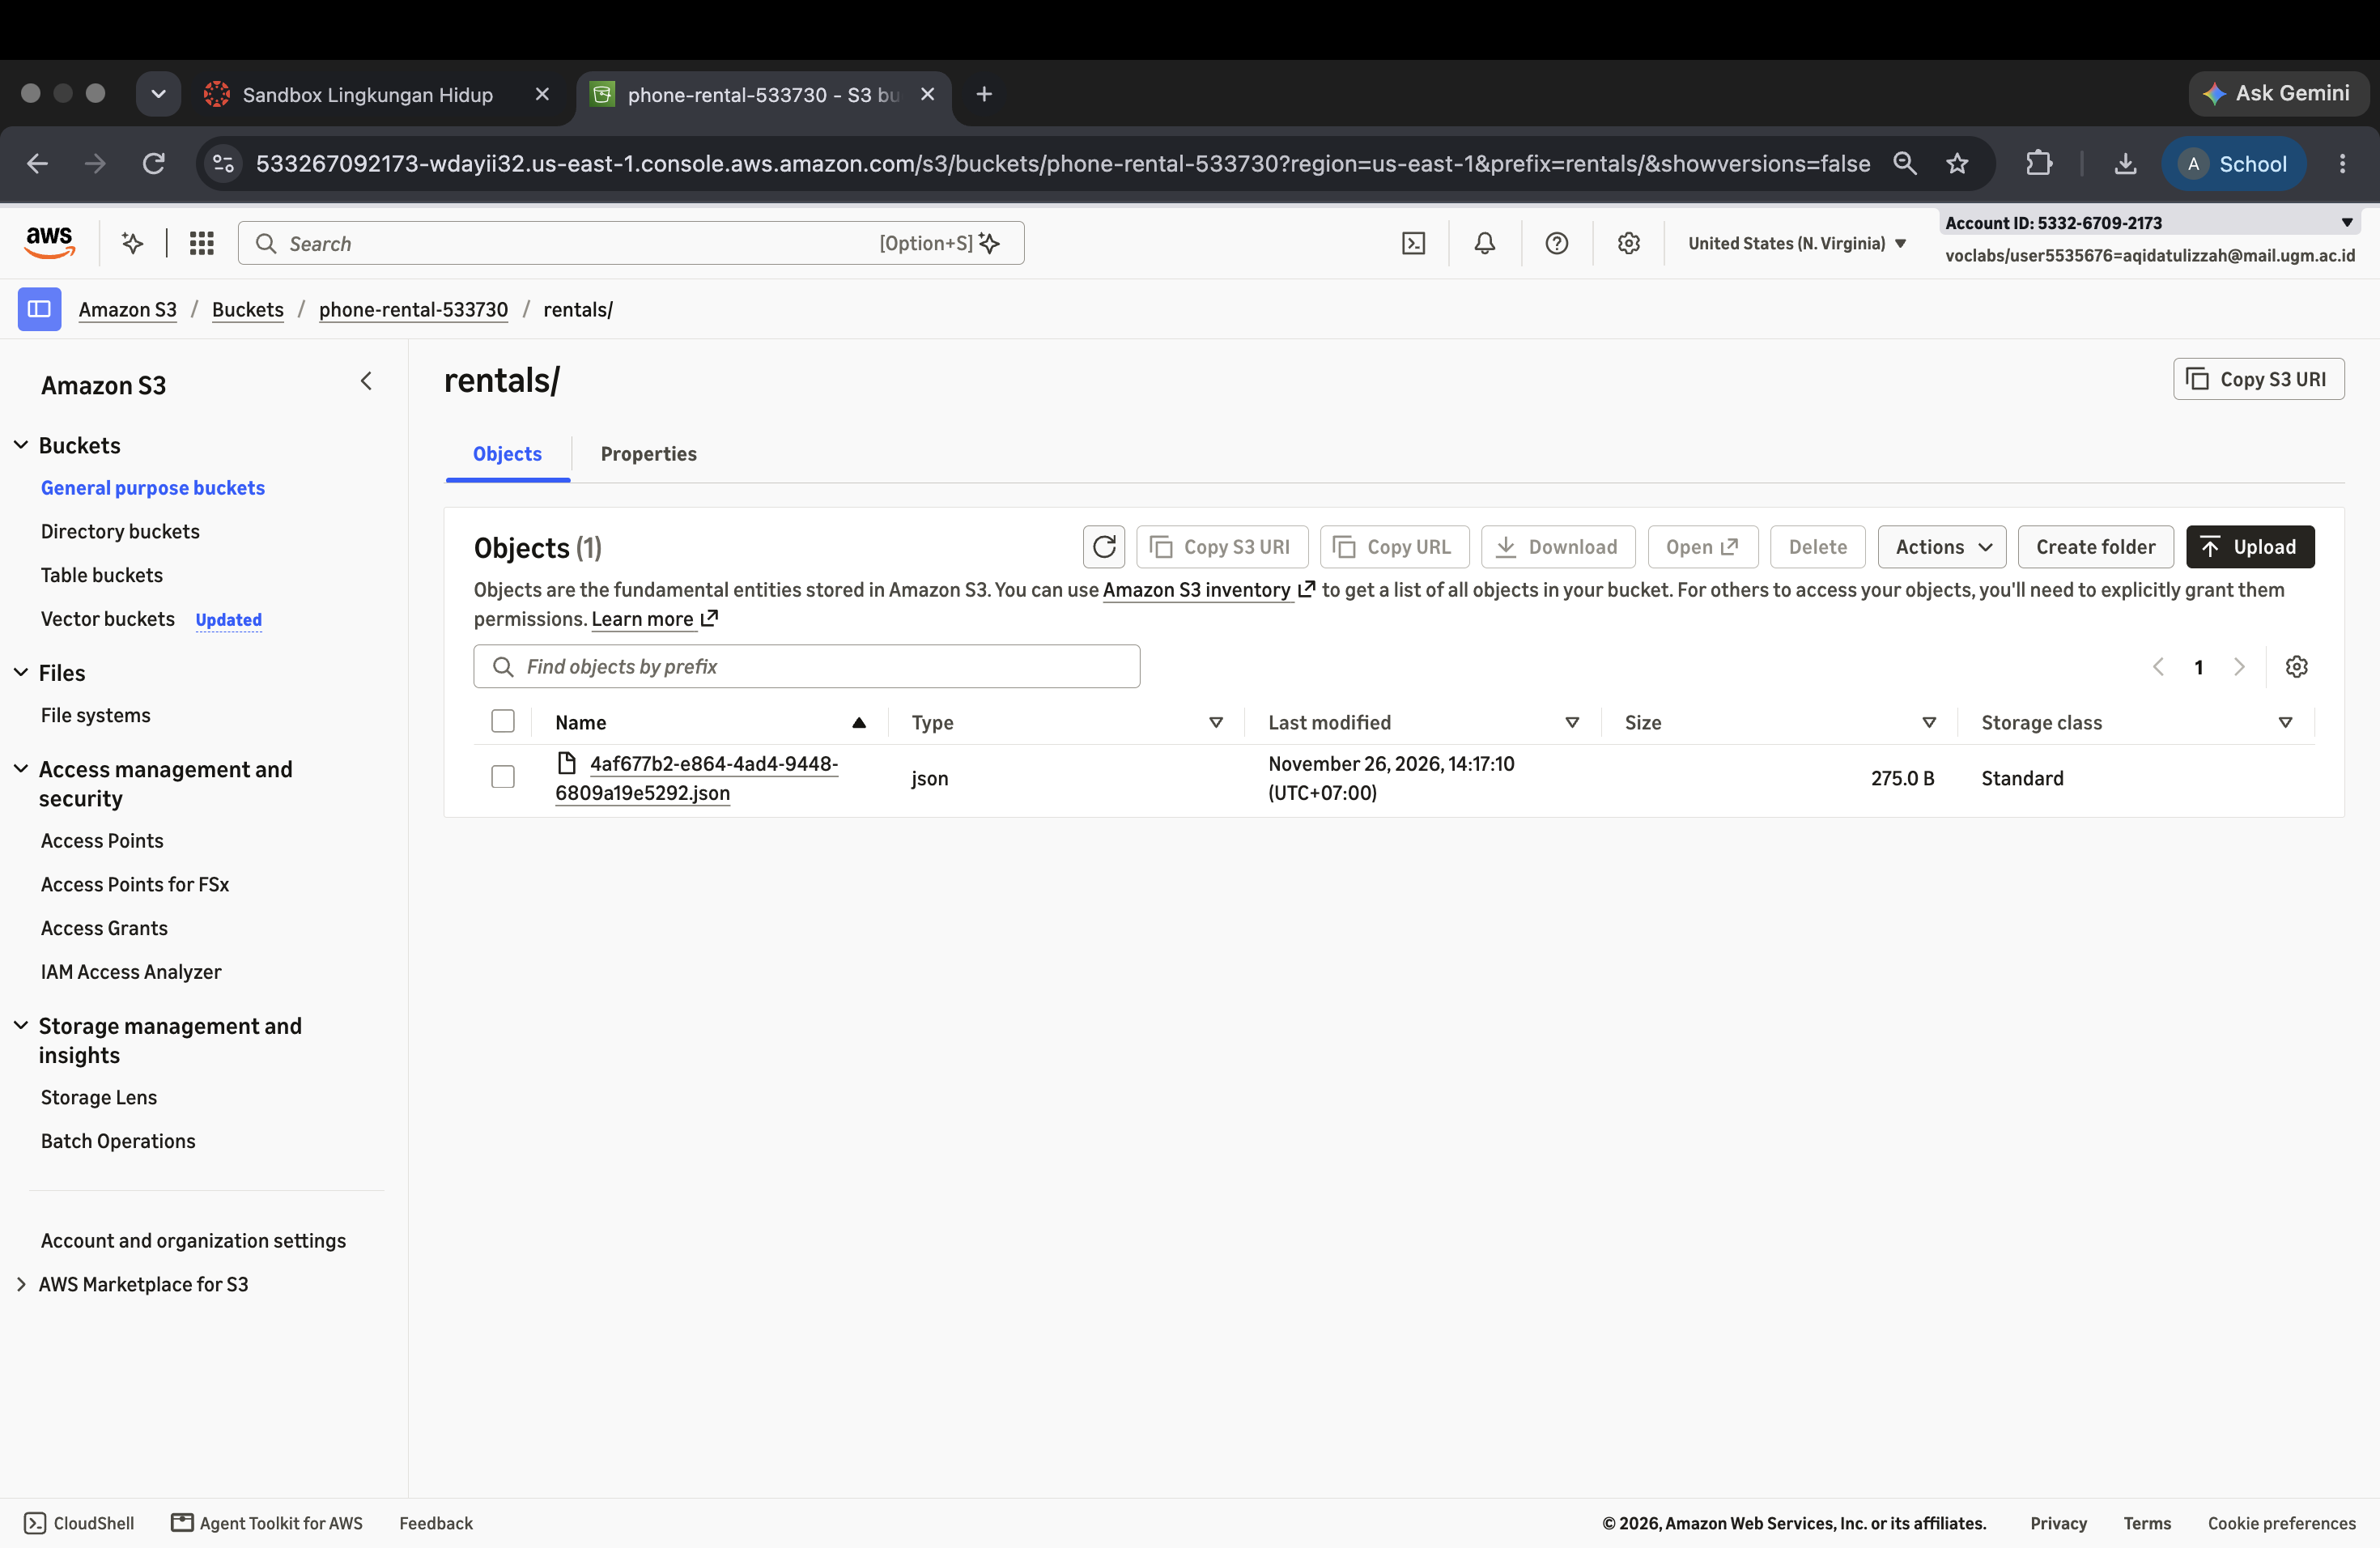 Sandbox Lingkungan Hidup
phone-rental-533730 - S3 bu
Ask Gemini
533267092173-wdayii32.us-east-1.console.aws.amazon.com/s3/buckets/phone-rental-533730?region=us-east-1&prefix=rentals/&showversions=false
A School
aws
Search
[Option+S]
United States (N. Virginia)
Account ID: 5332-6709-2173
voclabs/user5535676=aqidatulizzah@mail.ugm.ac.id
Amazon S3 / Buckets / phone-rental-533730 / rentals/
Amazon S3
Buckets
General purpose buckets
Directory buckets
Table buckets
Vector buckets Updated
Files
File systems
Access management and
security
Access Points
Access Points for FSx
Access Grants
IAM Access Analyzer
Storage management and
insights
Storage Lens
Batch Operations
Account and organization settings
AWS Marketplace for S3
rentals/
Copy S3 URI
Objects
Properties
Objects (1)
Copy S3 URI
Copy URL
Download
Open
Delete
Actions
Create folder
Upload
Objects are the fundamental entities stored in Amazon S3. You can use Amazon S3 inventory to get a list of all objects in your bucket. For others to access your objects, you'll need to explicitly grant them
permissions. Learn more
Find objects by prefix
1
Name
Type
Last modified
Size
Storage class
4af677b2-e864-4ad4-9448-
6809a19e5292.json
json
November 26, 2026, 14:17:10
(UTC+07:00)
275.0 B
Standard
CloudShell
Agent Toolkit for AWS
Feedback
© 2026, Amazon Web Services, Inc. or its affiliates.
Privacy
Terms
Cookie preferences